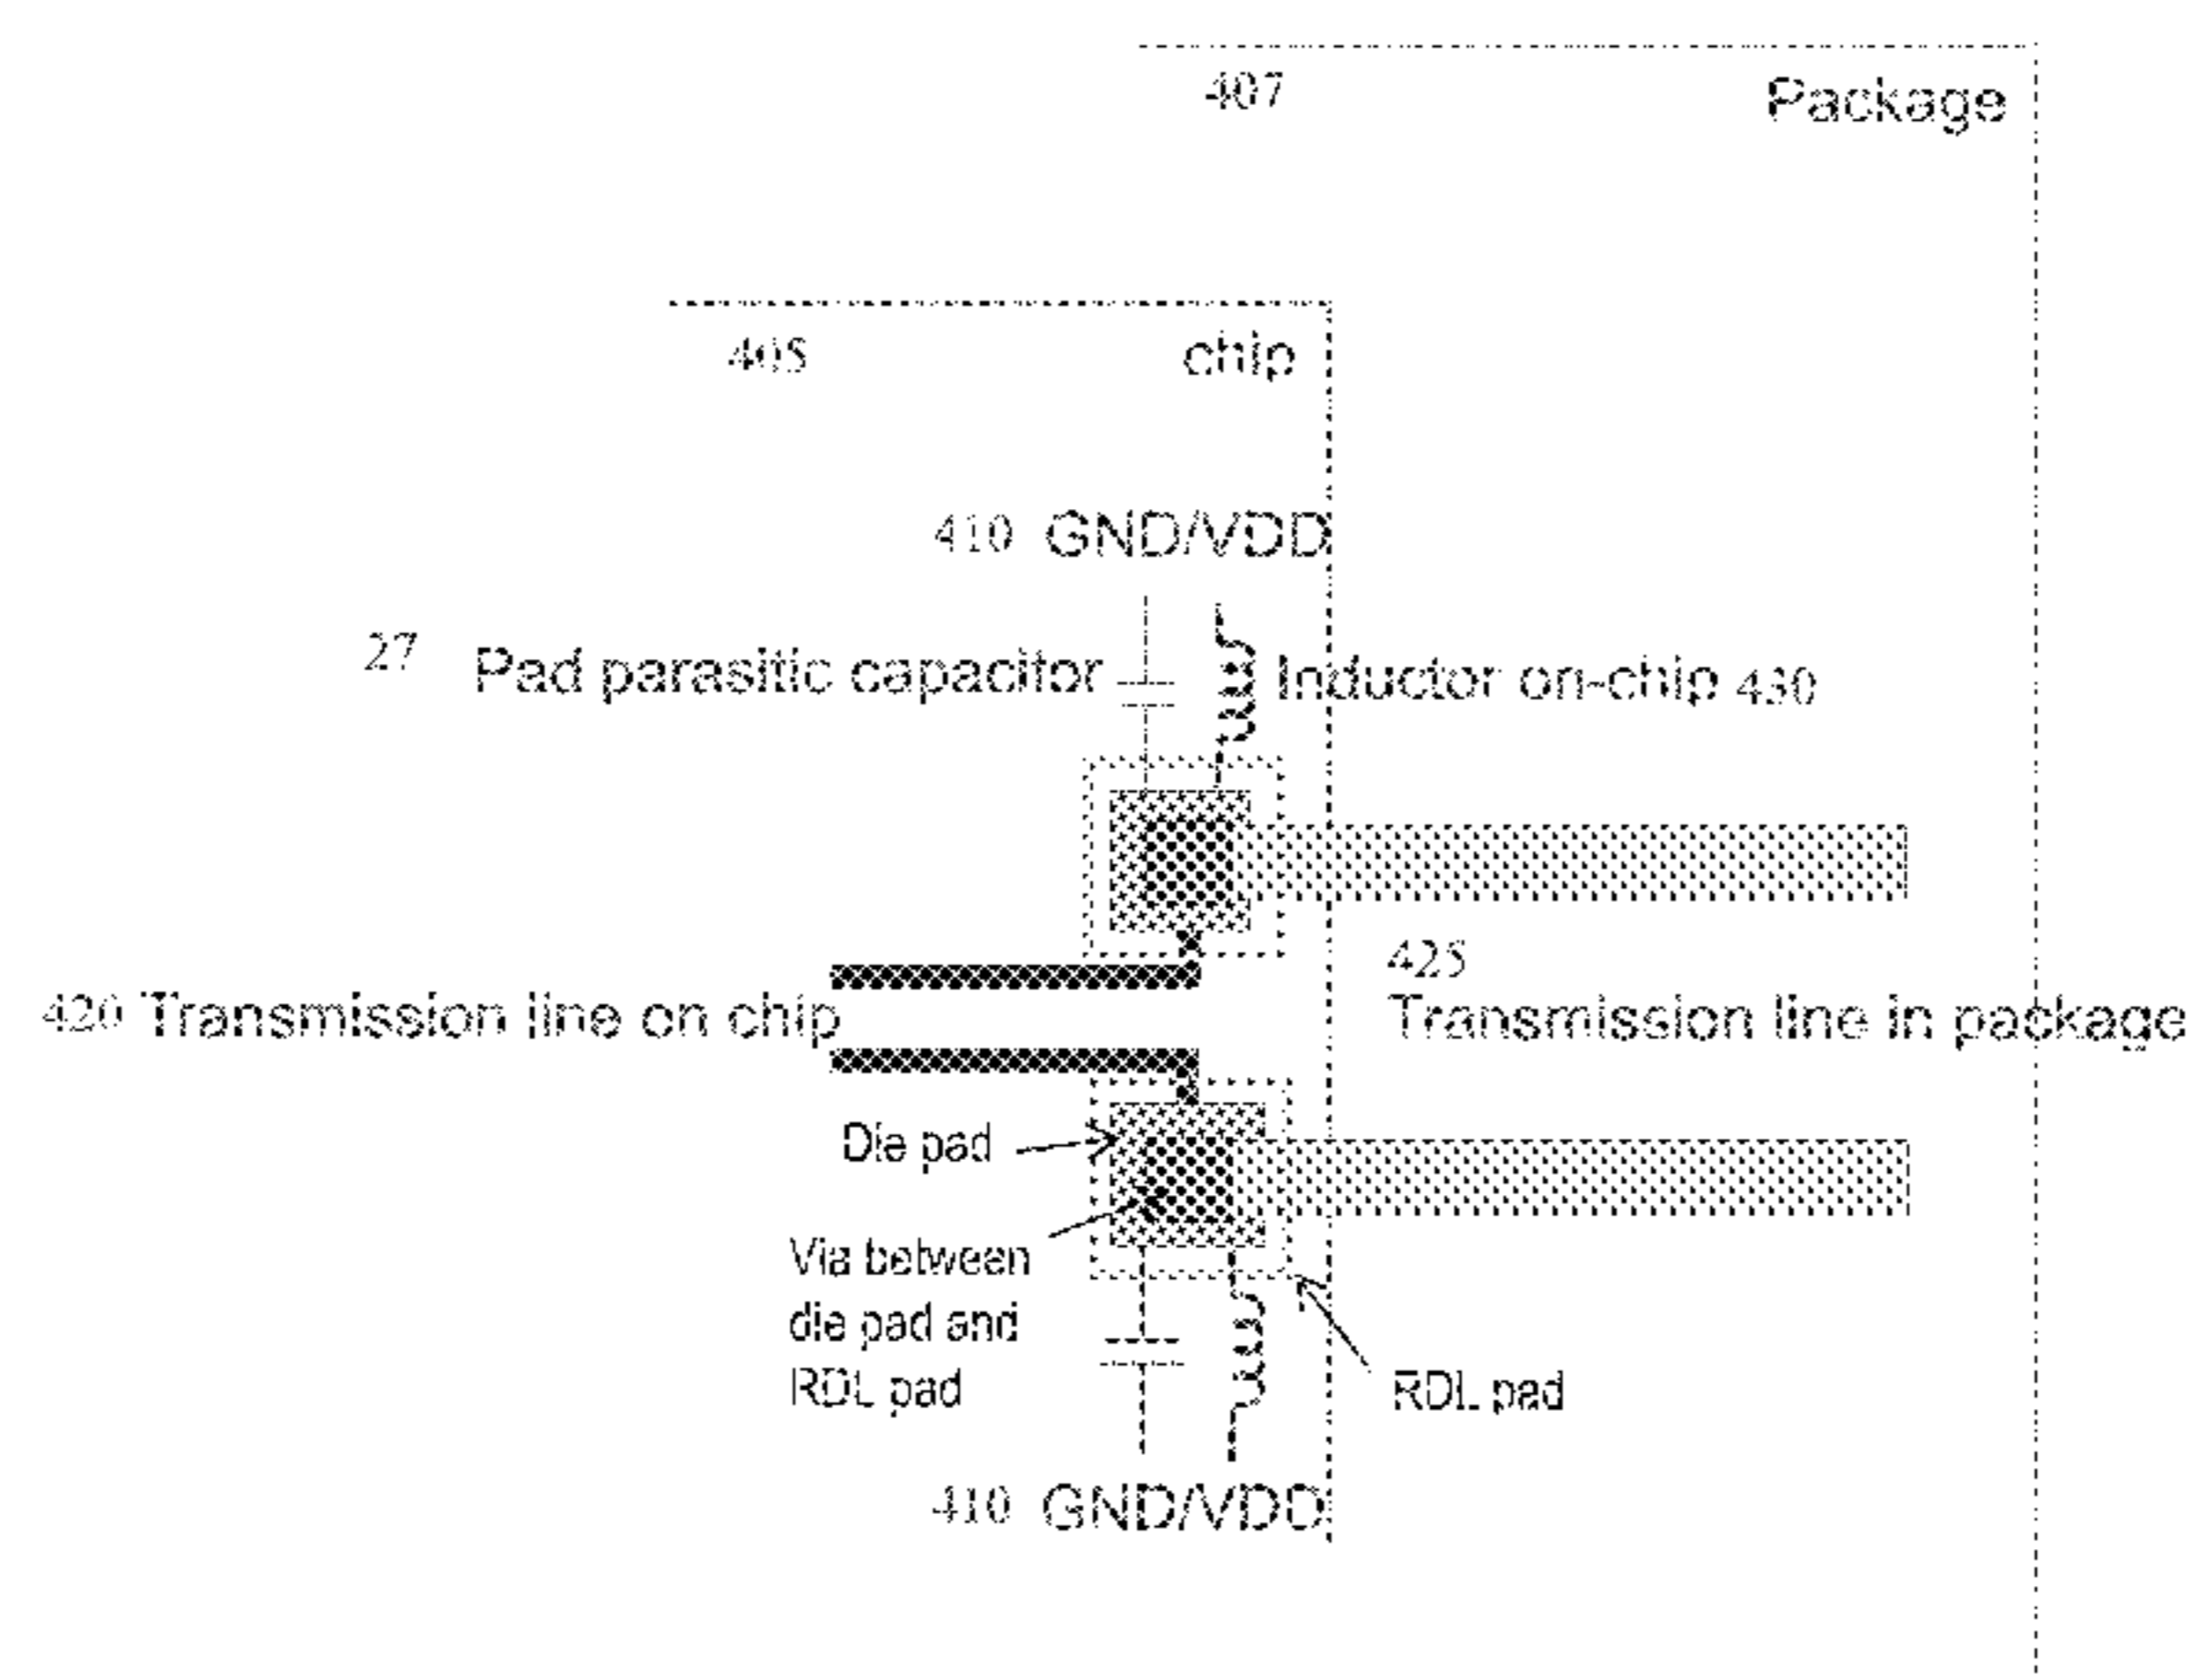 407
Package
405
chip
410 GND/VDD
27 Pad parasitic capacitor
Inductor on-chip 430
425
420 Transmission line on chip
Transmission line in package
Die pad
Via between
die pad and
RDL pad
RDL pad
410 GND/VDD